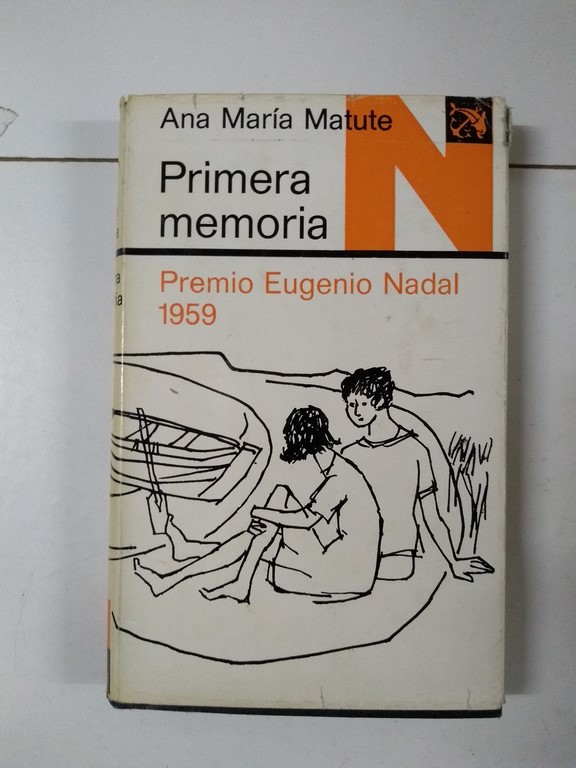 Ana María Matute
Primera
memoria
N
Premio Eugenio Nadal
1959